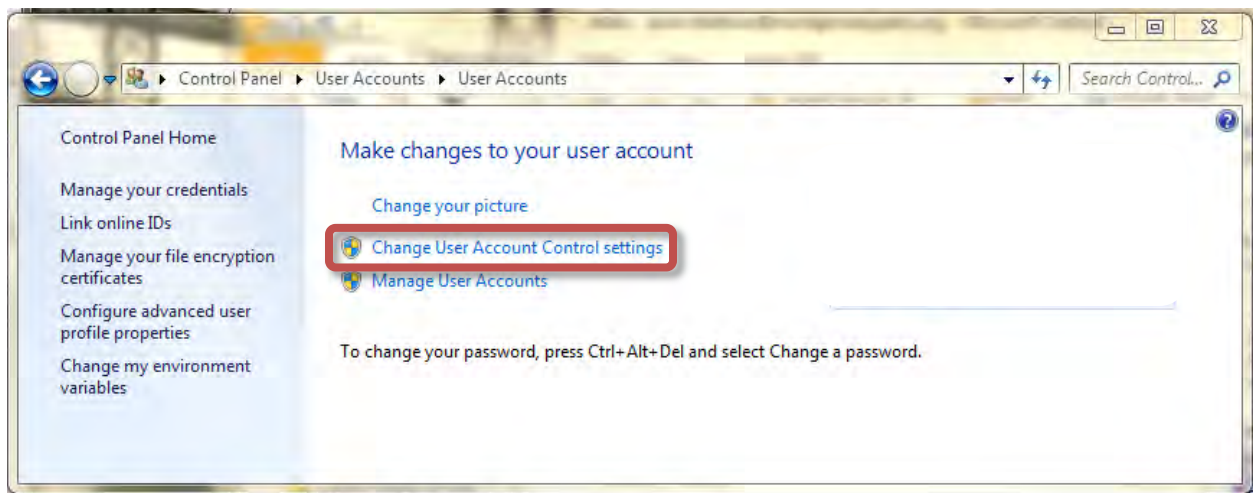 Control Panel ▸ User Accounts ▸ User Accounts
Search Control...
Control Panel Home
Manage your credentials
Link online IDs
Manage your file encryption
certificates
Configure advanced user
profile properties
Change my environment
variables
Make changes to your user account
Change your picture
Change User Account Control settings
Manage User Accounts
To change your password, press Ctrl+Alt+Del and select Change a password.